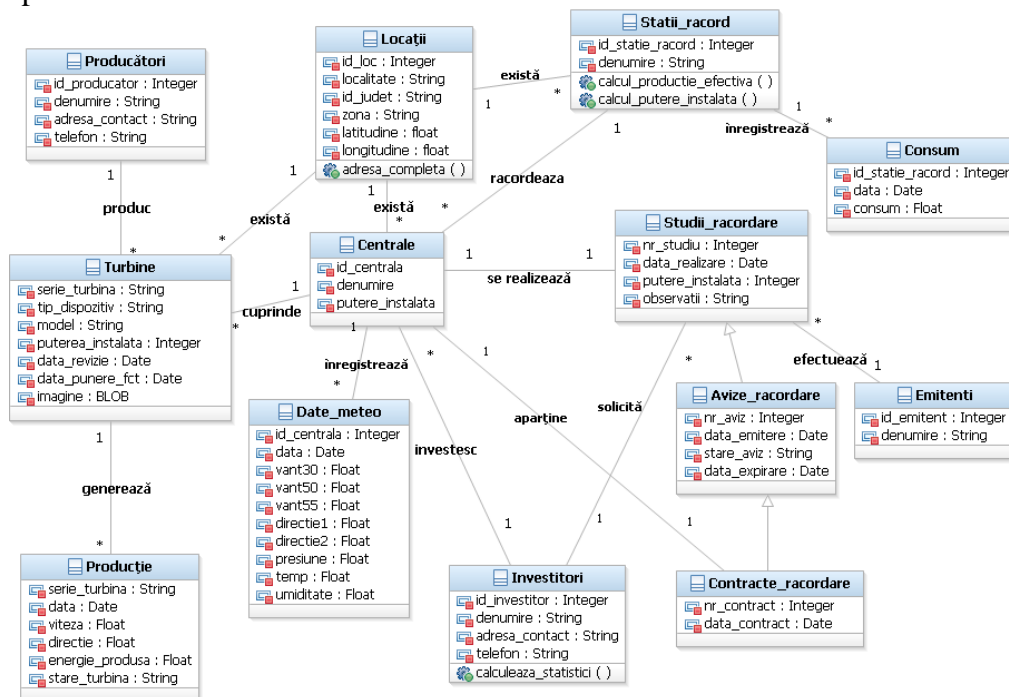 Producători
id_producator : Integer
denumire : String
adresa_contact : String
telefon : String
Locații
id_loc : Integer
localitate : String
id_judet : String
zona : String
latitudine : float
longitudine : float
adresa_completa ( )
Statii_racord
id_statie_racord : Integer
denumire : String
calcul_productie_efectiva ( )
calcul_putere_instalata ( )
există
1
*
1
*
înregistrează
Consum
id_statie_racord : Integer
data : Date
consum : Float
1
produc
*
1
există
*
1
există
*
1
racordeaza
*
Turbine
serie_turbina : String
tip_dispozitiv : String
model : String
puterea_instalata : Integer
data_revizie : Date
data_punere_fct : Date
imagine : BLOB
Centrale
id_centrala
denumire
putere_instalata
1
1
se realizează
Studii_racordare
nr_studiu : Integer
data_realizare : Date
putere_instalata : Integer
observatii : String
1
cuprinde
*
1
înregistrează
*
*
1
*
*
efectuează
1
Date_meteo
id_centrala : Integer
data : Date
vant30 : Float
vant50 : Float
vant55 : Float
directie1 : Float
directie2 : Float
presiune : Float
temp : Float
umiditate : Float
investesc
aparține
solicită
Avize_racordare
nr_aviz : Integer
data_emitere : Date
stare_aviz : String
data_expirare : Date
Emitenti
id_emitent : Integer
denumire : String
1
generează
*
1
1
1
Producție
serie_turbina : String
data : Date
viteza : Float
directie : Float
energie_produsa : Float
stare_turbina : String
Investitori
id_investitor : Integer
denumire : String
adresa_contact : String
telefon : String
calculeaza_statistici ( )
Contracte_racordare
nr_contract : Integer
data_contract : Date